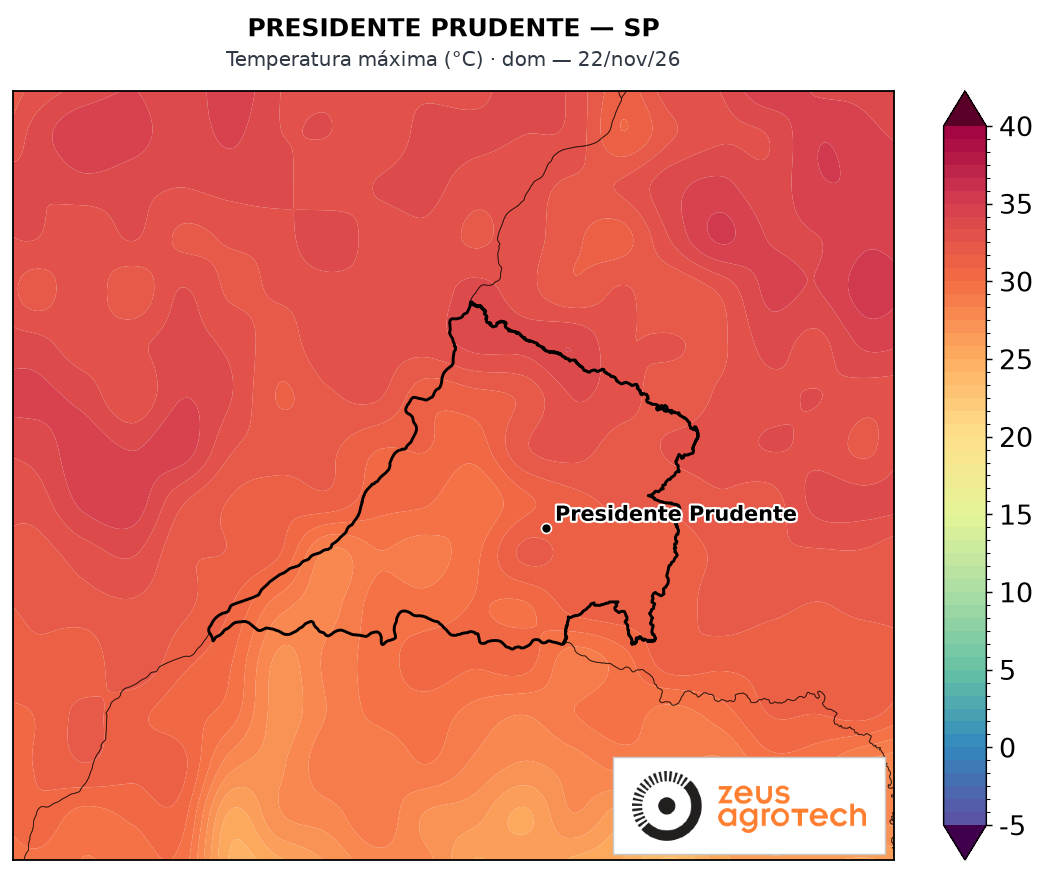 PRESIDENTE PRUDENTE — SP
Temperatura máxima (°C) · dom — 22/nov/26
40
35
30
25
20
15
10
5
0
-5
Presidente Prudente
zeus
agrotech